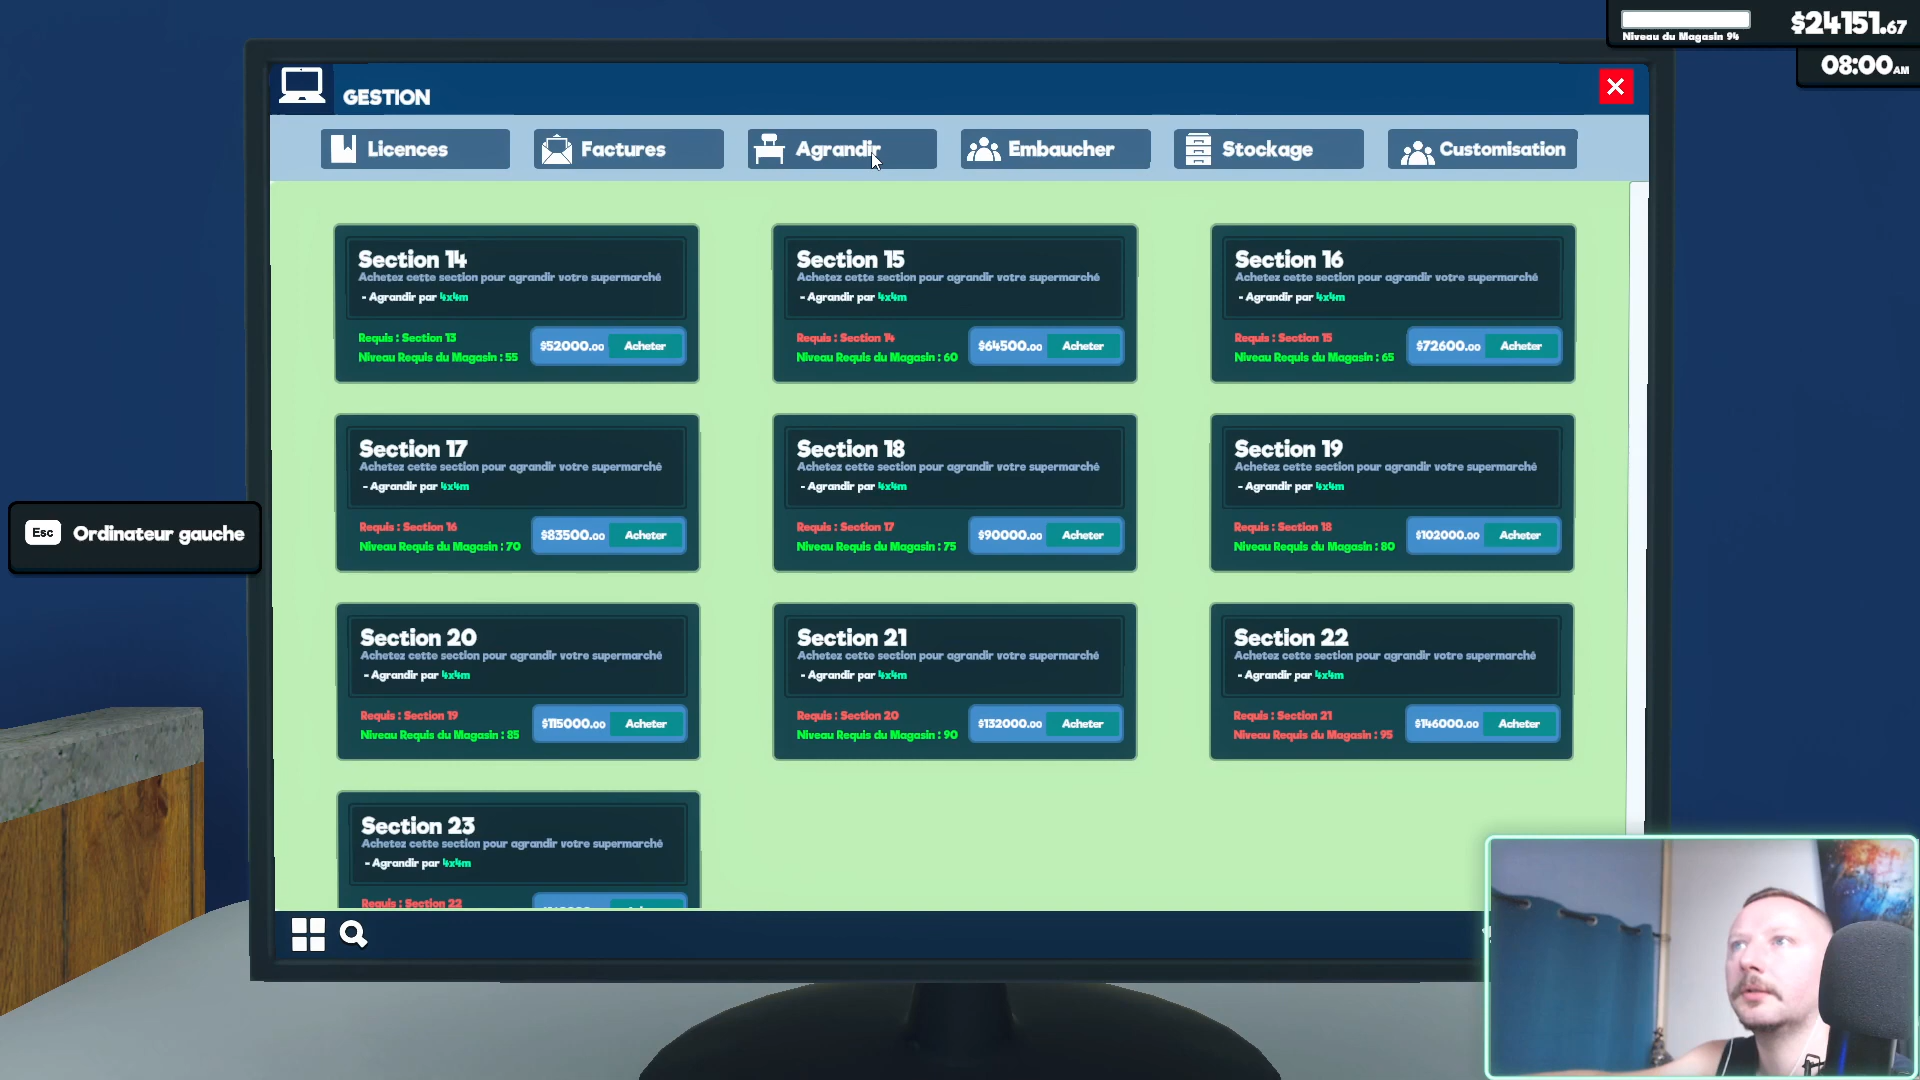 $24151.67
Niveau du Magasin 94
08:00AM
GESTION
Licences
Factures
Agrandir
Embaucher
Stockage
Customisation
Section 14
Achetez cette section pour agrandir votre supermarché
- Agrandir par 4x4m
Requis : Section 13
Niveau Requis du Magasin : 55
$52000.00
Acheter
Section 15
Achetez cette section pour agrandir votre supermarché
- Agrandir par 4x4m
Requis : Section 14
Niveau Requis du Magasin : 60
$64500.00
Acheter
Section 16
Achetez cette section pour agrandir votre supermarché
- Agrandir par 4x4m
Requis : Section 15
Niveau Requis du Magasin : 65
$72600.00
Acheter
Section 17
Achetez cette section pour agrandir votre supermarché
- Agrandir par 4x4m
Requis : Section 16
Niveau Requis du Magasin : 70
$83500.00
Acheter
Section 18
Achetez cette section pour agrandir votre supermarché
- Agrandir par 4x4m
Requis : Section 17
Niveau Requis du Magasin : 75
$90000.00
Acheter
Section 19
Achetez cette section pour agrandir votre supermarché
- Agrandir par 4x4m
Requis : Section 18
Niveau Requis du Magasin : 80
$102000.00
Acheter
Esc Ordinateur gauche
Section 20
Achetez cette section pour agrandir votre supermarché
- Agrandir par 4x4m
Requis : Section 19
Niveau Requis du Magasin : 85
$115000.00
Acheter
Section 21
Achetez cette section pour agrandir votre supermarché
- Agrandir par 4x4m
Requis : Section 20
Niveau Requis du Magasin : 90
$132000.00
Acheter
Section 22
Achetez cette section pour agrandir votre supermarché
- Agrandir par 4x4m
Requis : Section 21
Niveau Requis du Magasin : 95
$146000.00
Acheter
Section 23
Achetez cette section pour agrandir votre supermarché
- Agrandir par 4x4m
Requis : Section 22